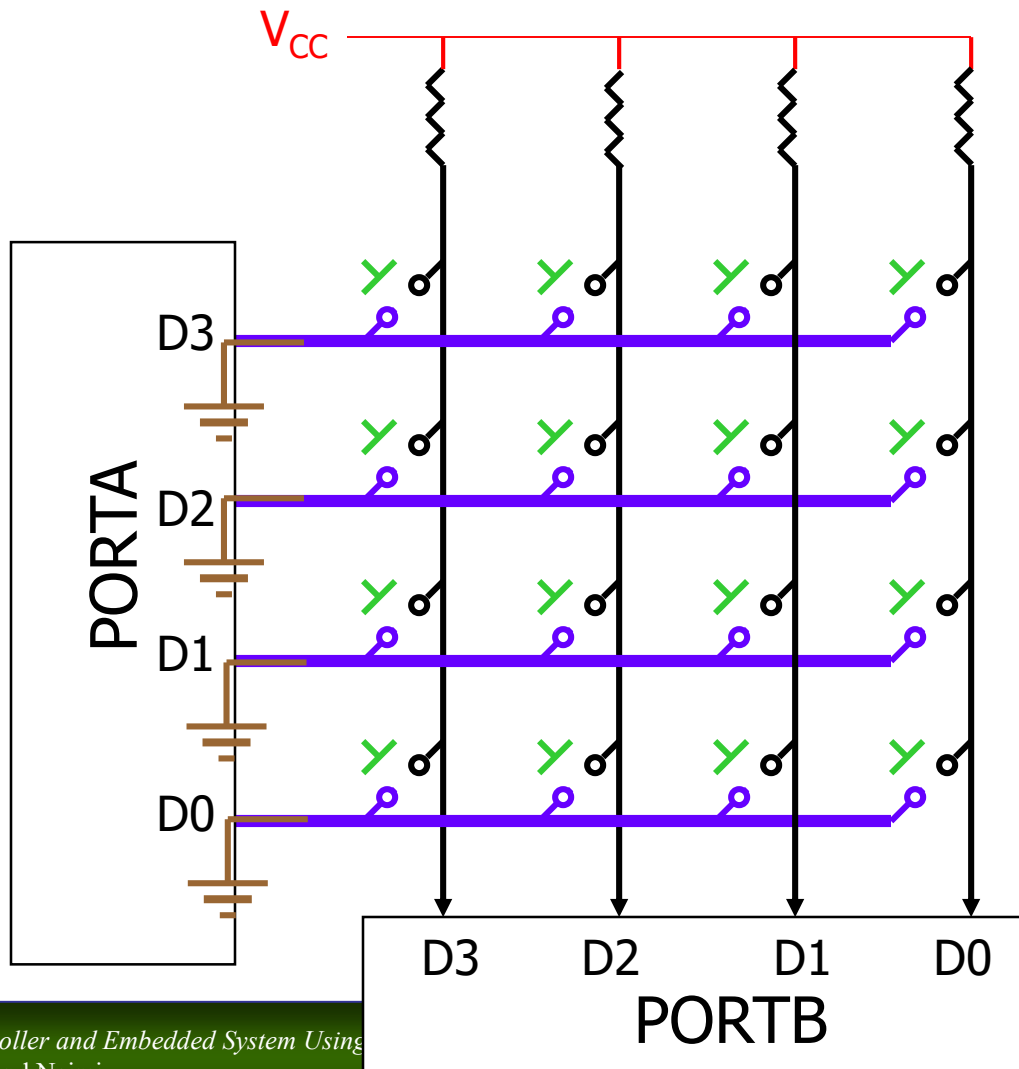 VCC
D3
D2
PORTA
D1
D0
D3 D2 D1 D0
PORTB
oller and Embedded System Using